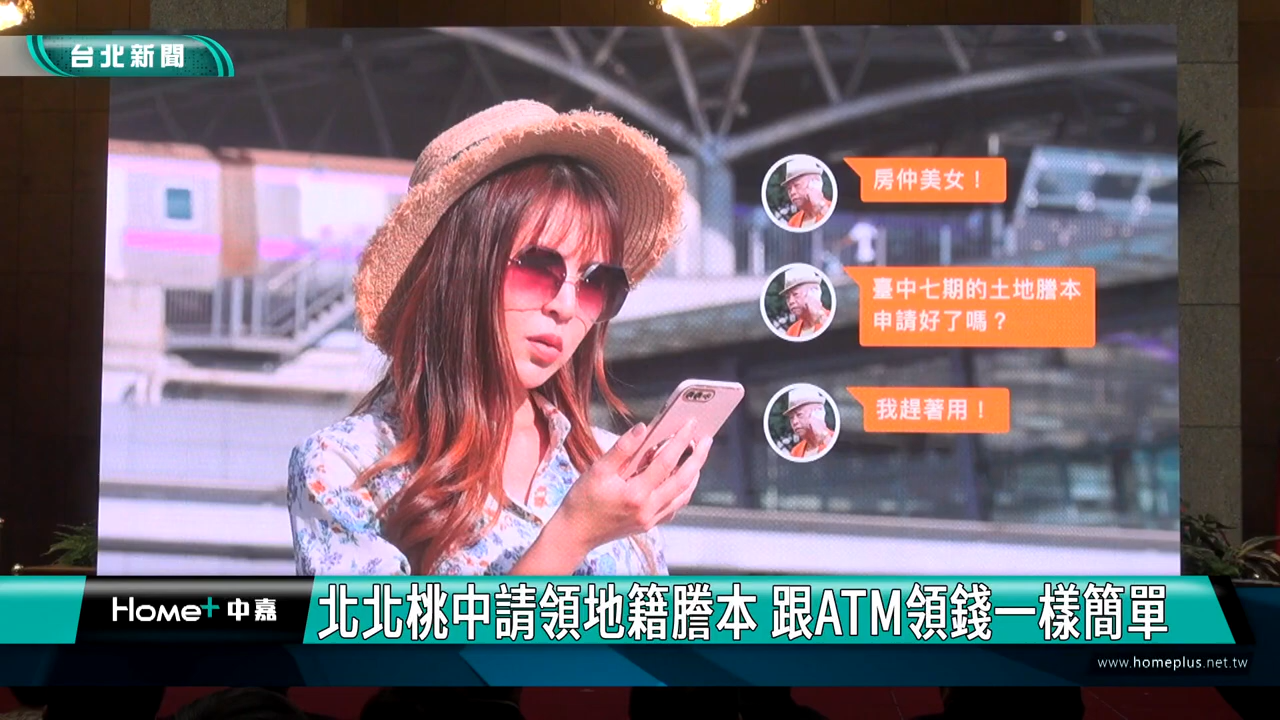 台北新聞
房仲美女！
臺中七期的土地謄本
申請好了嗎？
我趕著用！
Home+ 中嘉
北北桃中請領地籍謄本 跟ATM領錢一樣簡單
www.homeplus.net.tw